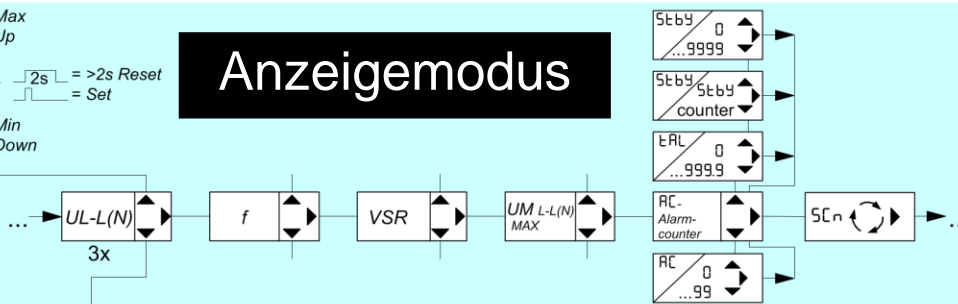 Max
Up
2s = >2s Reset
= Set
Min
Down
Anzeigemodus
StbY
0
...9999
StbY
StbY
counter
tAL
0
...999.9
... UL-L(N) f VSR UM L-L(N)
MAX
AC-
Alarm-
counter
SCn
3x
AC
0
...99